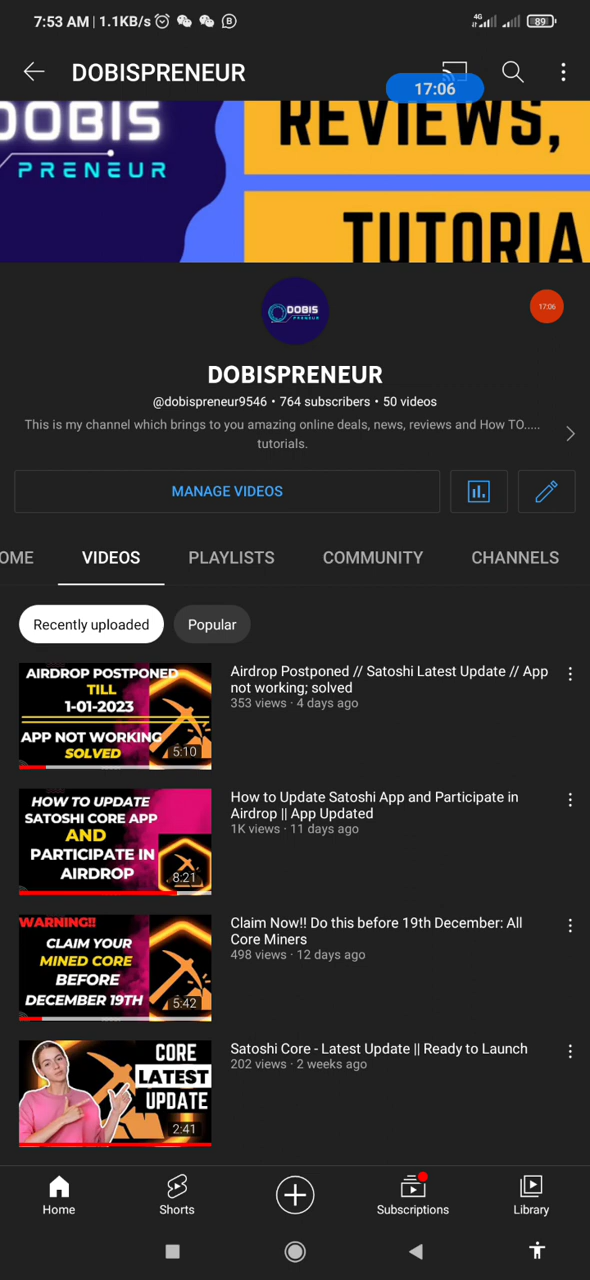 7:53 AM | 1.1KB/s
4G
89
DOBISPRENEUR
17:06
DOBIS
PRENEUR
REVIEWS,
TUTORIA
DOBIS
PRENEUR
17:06
DOBISPRENEUR
@dobispreneur9546 • 764 subscribers • 50 videos
This is my channel which brings to you amazing online deals, news, reviews and How TO.....
tutorials.
MANAGE VIDEOS
OME
VIDEOS
PLAYLISTS
COMMUNITY
CHANNELS
Recently uploaded
Popular
AIRDROP POSTPONED
TILL
1-01-2023
APP NOT WORKING
SOLVED
5:10
Airdrop Postponed // Satoshi Latest Update // App
not working; solved
353 views · 4 days ago
HOW TO UPDATE
SATOSHI CORE APP
AND
PARTICIPATE IN
AIRDROP
8:21
How to Update Satoshi App and Participate in
Airdrop || App Updated
1K views · 11 days ago
WARNING!!
CLAIM YOUR
MINED CORE
BEFORE
DECEMBER 19TH
5:42
Claim Now!! Do this before 19th December: All
Core Miners
498 views · 12 days ago
CORE
LATEST
UPDATE
2:41
Satoshi Core - Latest Update || Ready to Launch
202 views · 2 weeks ago
Home
Shorts
Subscriptions
Library